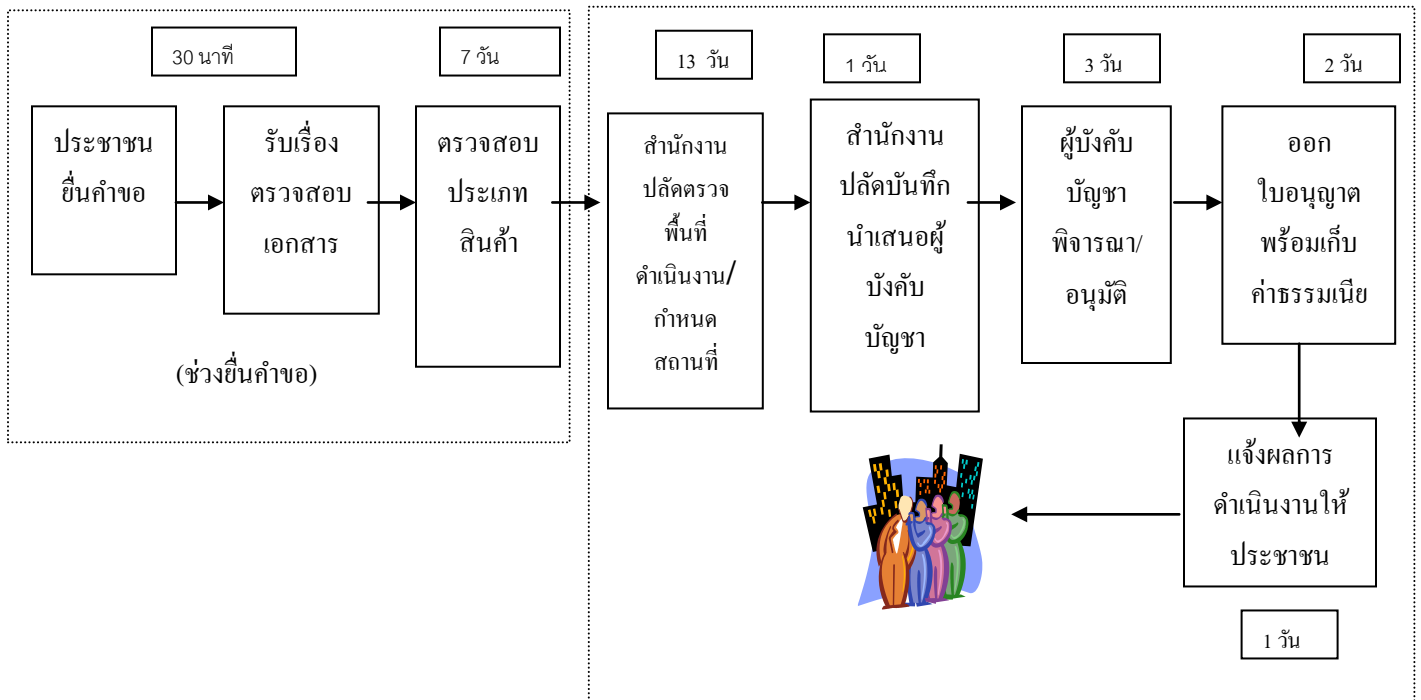 30 นาที
7 วัน
13 วัน
1 วัน
3 วัน
2 วัน
ประชาชน
ยื่นคำขอ
รับเรื่อง
ตรวจสอบ
เอกสาร
ตรวจสอบ
ประเภท
สินค้า
สำนักงาน
ปลัดตรวจ
พื้นที่
ดำเนินงาน/
กำหนด
สถานที่
สำนักงาน
ปลัดบันทึก
นำเสนอผู้
บังคับ
บัญชา
ผู้บังคับ
บัญชา
พิจารณา/
อนุมัติ
ออก
ใบอนุญาต
พร้อมเก็บ
ค่าธรรมเนีย
(ช่วงยื่นคำขอ)
แจ้งผลการ
ดำเนินงานให้
ประชาชน
1 วัน